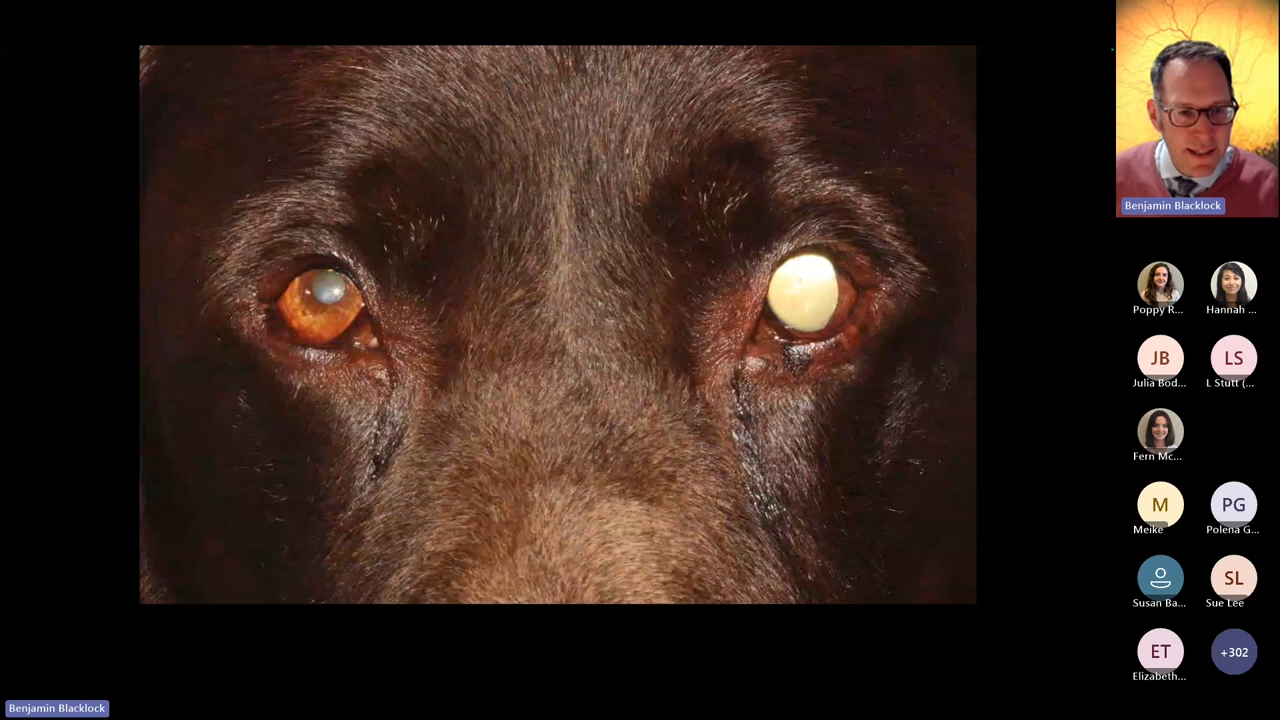 Benjamin Blacklock
Poppy R...
Hannah ...
JB
LS
Julia Bod...
L Stutt (...
Fern Mc...
M
PG
Meike
Polena G...
SL
Susan Ba...
Sue Lee
ET
+302
Elizabeth...
Benjamin Blacklock